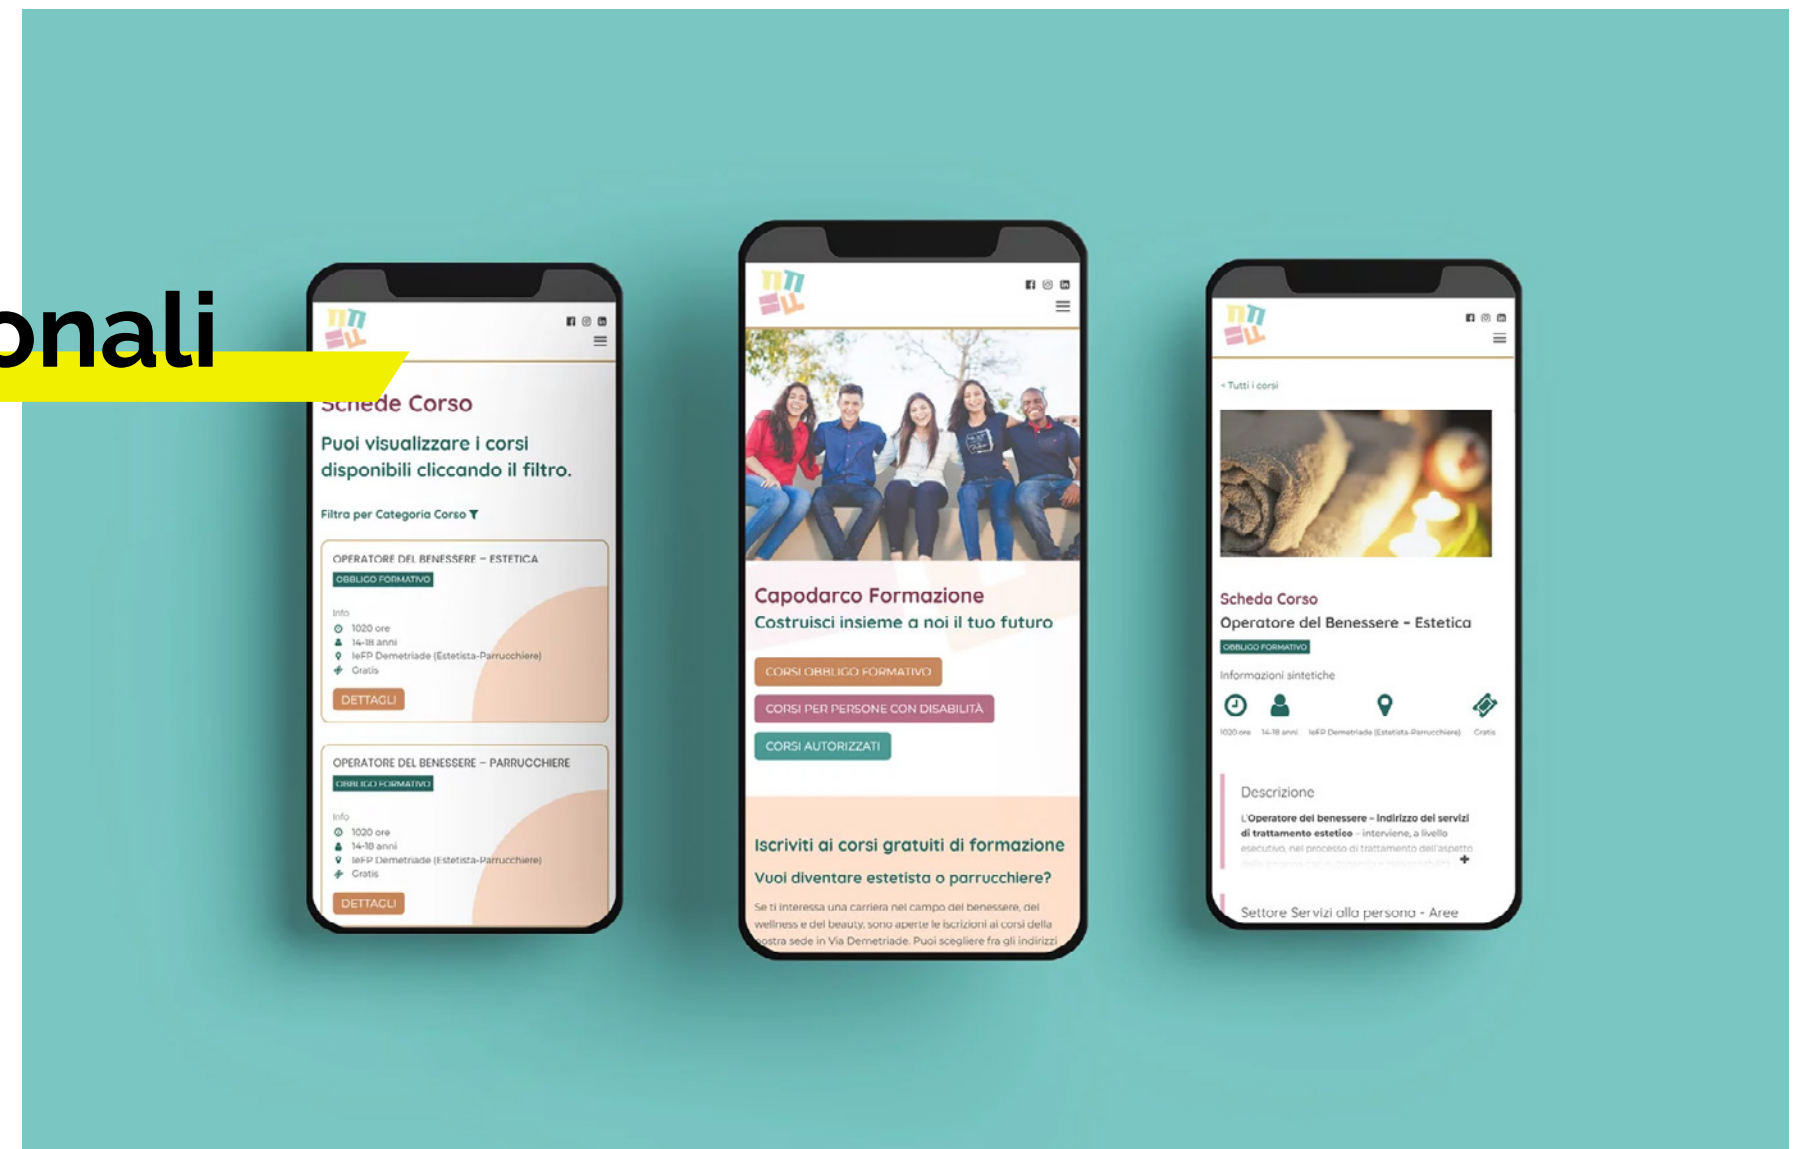 onali
Schede Corso
Puoi visualizzare i corsi
disponibili cliccando il filtro.
Filtra per Categoria Corso
OPERATORE DEL BENESSERE – ESTETICA
OBBLIGO FORMATIVO
Info
1020 ore
14-18 anni
IeFP Demetriade (Estetista-Parrucchiere)
Gratis
DETTAGLI
OPERATORE DEL BENESSERE – PARRUCCHIERE
OBBLIGO FORMATIVO
Info
1020 ore
14-18 anni
IeFP Demetriade (Estetista-Parrucchiere)
Gratis
DETTAGLI
Capodarco Formazione
Costruisci insieme a noi il tuo futuro
CORSI OBBLIGO FORMATIVO
CORSI PER PERSONE CON DISABILITÀ
CORSI AUTORIZZATI
Iscriviti ai corsi gratuiti di formazione
Vuoi diventare estetista o parrucchiere?
Se ti interessa una carriera nel campo del benessere, del
wellness e del beauty, sono aperte le iscrizioni ai corsi della
nostra sede in Via Demetriade. Puoi scegliere fra gli indirizzi
< Tutti i corsi
Scheda Corso
Operatore del Benessere – Estetica
OBBLIGO FORMATIVO
Informazioni sintetiche
1020 ore 14-18 anni IeFP Demetriade (Estetista-Parrucchiere) Gratis
Descrizione
L'Operatore del benessere – Indirizzo dei servizi
di trattamento estetico – interviene, a livello
esecutivo, nel processo di trattamento dell'aspetto
Settore Servizi alla persona - Aree